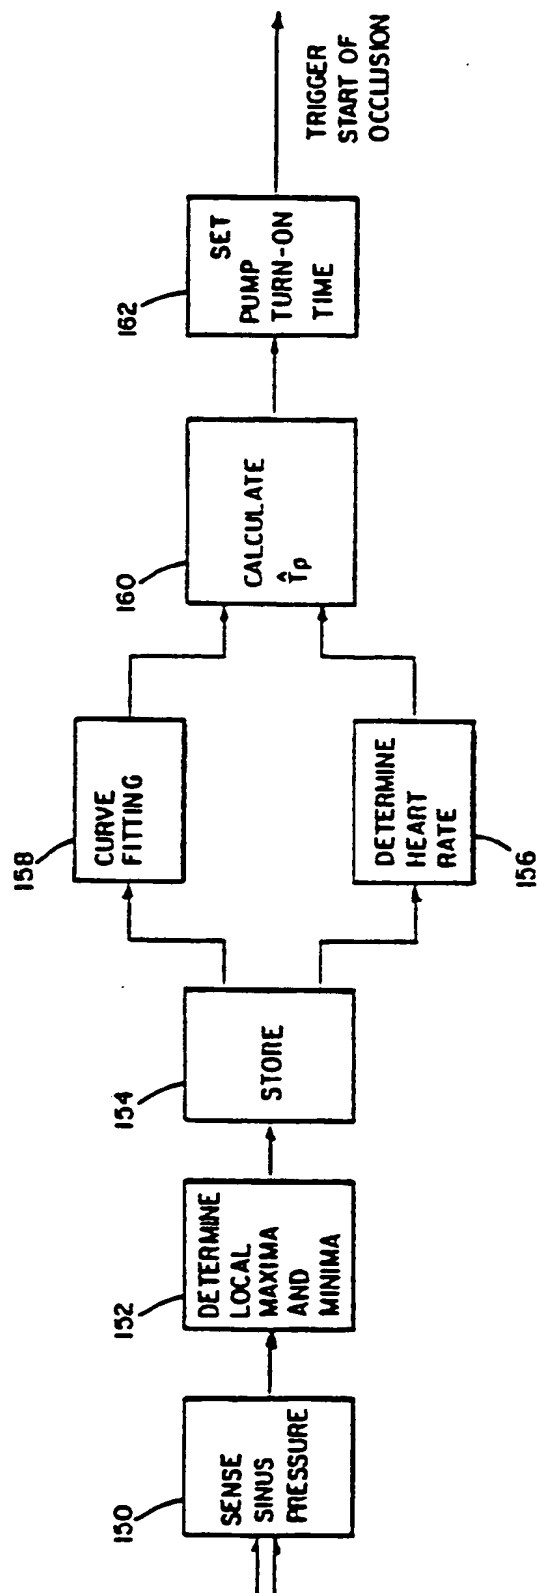 150
SENSE
SINUS
PRESSURE
152
DETERMINE
LOCAL
MAXIMA
AND
MINIMA
154
STORE
158
CURVE
FITTING
DETERMINE
HEART
RATE
156
160
CALCULATE
T̂p
162
SET
PUMP
TURN-ON
TIME
TRIGGER
START OF
OCCLUSION